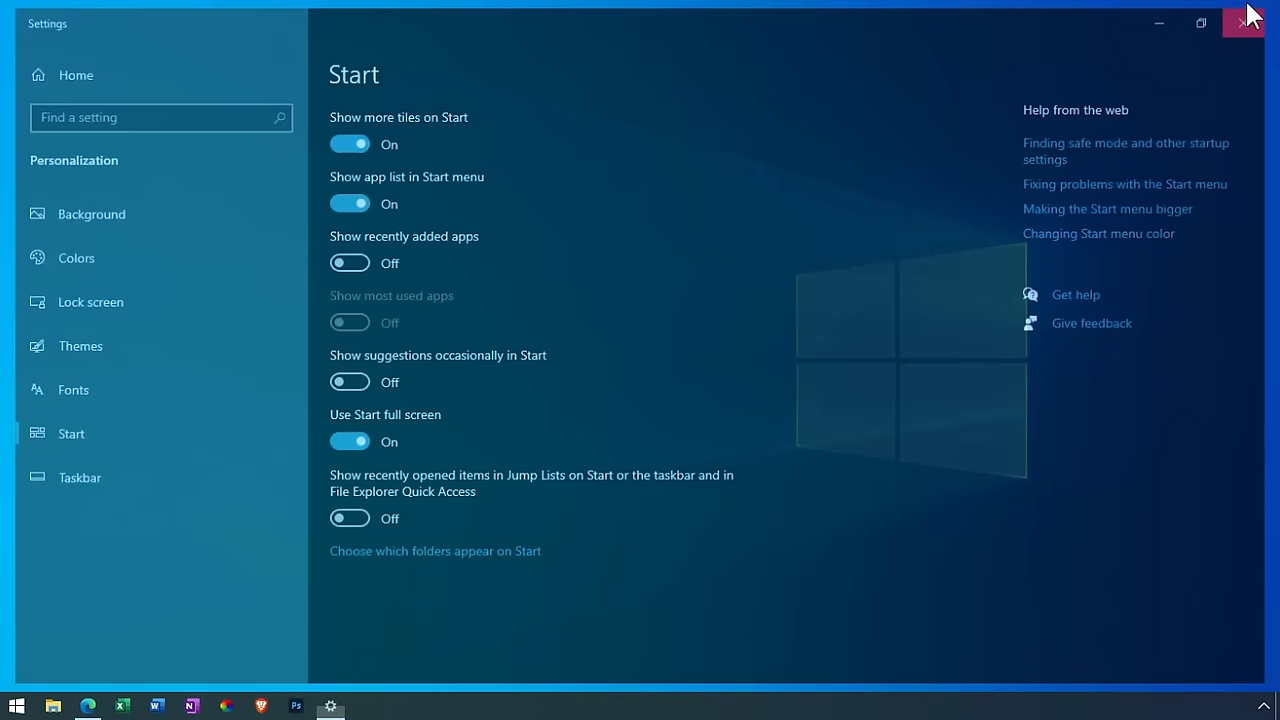 Settings
Home
Find a setting
Personalization
Background
Colors
Lock screen
Themes
Fonts
Start
Taskbar
Start
Show more tiles on Start
On
Show app list in Start menu
On
Show recently added apps
Off
Show most used apps
Off
Show suggestions occasionally in Start
Off
Use Start full screen
On
Show recently opened items in Jump Lists on Start or the taskbar and in
File Explorer Quick Access
Off
Choose which folders appear on Start
Help from the web
Finding safe mode and other startup
settings
Fixing problems with the Start menu
Making the Start menu bigger
Changing Start menu color
Get help
Give feedback
Ps